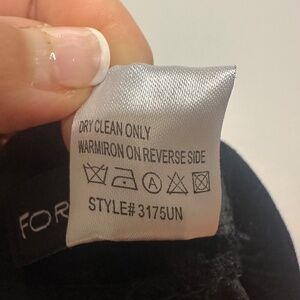 DRY CLEAN ONLY
WARMIRON ON REVERSE SIDE
A
STYLE# 3175UN
FOR